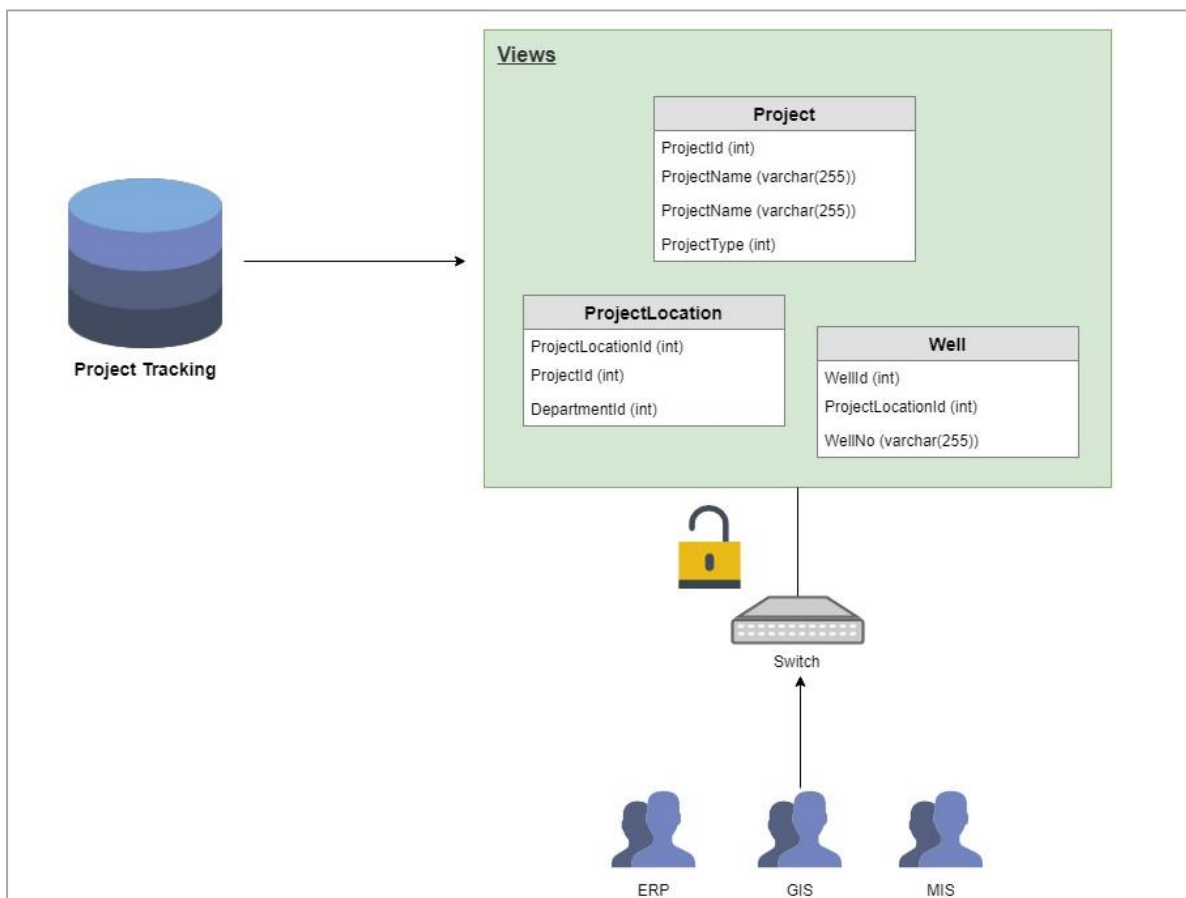 Views
Project
ProjectId (int)
ProjectName (varchar(255))
ProjectName (varchar(255))
ProjectType (int)
Project Tracking
ProjectLocation
ProjectLocationId (int)
ProjectId (int)
DepartmentId (int)
Well
WellId (int)
ProjectLocationId (int)
WellNo (varchar(255))
Switch
ERP
GIS
MIS